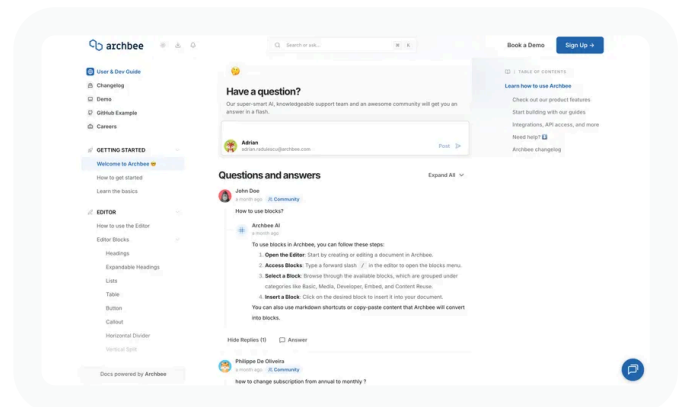 archbee
Search or ask...
⌘ K
Book a Demo
Sign Up →
User & Dev Guide
Changelog
Demo
GitHub Example
Careers
GETTING STARTED
Welcome to Archbee
How to get started
Learn the basics
EDITOR
How to use the Editor
Editor Blocks
Headings
Expandable Headings
Lists
Table
Button
Callout
Horizontal Divider
Vertical Split
Docs powered by Archbee
Have a question?
Our super-smart AI, knowledgeable support team and an awesome community will get you an
answer in a flash.
Adrian
adrian.radulescu@archbee.com
Post
Questions and answers
Expand All
John Doe
a month ago
Community
How to use blocks?
Archbee AI
a month ago
To use blocks in Archbee, you can follow these steps:
1. Open the Editor: Start by creating or editing a document in Archbee.
2. Access Blocks: Type a forward slash / in the editor to open the blocks menu.
3. Select a Block: Browse through the available blocks, which are grouped under
categories like Basic, Media, Developer, Embed, and Content Reuse.
4. Insert a Block: Click on the desired block to insert it into your document.
You can also use markdown shortcuts or copy-paste content that Archbee will convert
into blocks.
Hide Replies (1)
Answer
Philippe De Oliveira
a month ago
Community
how to change subscription from annual to monthly ?
TABLE OF CONTENTS
Learn how to use Archbee
Check out our product features
Start building with our guides
Integrations, API access, and more
Need help?
Archbee changelog